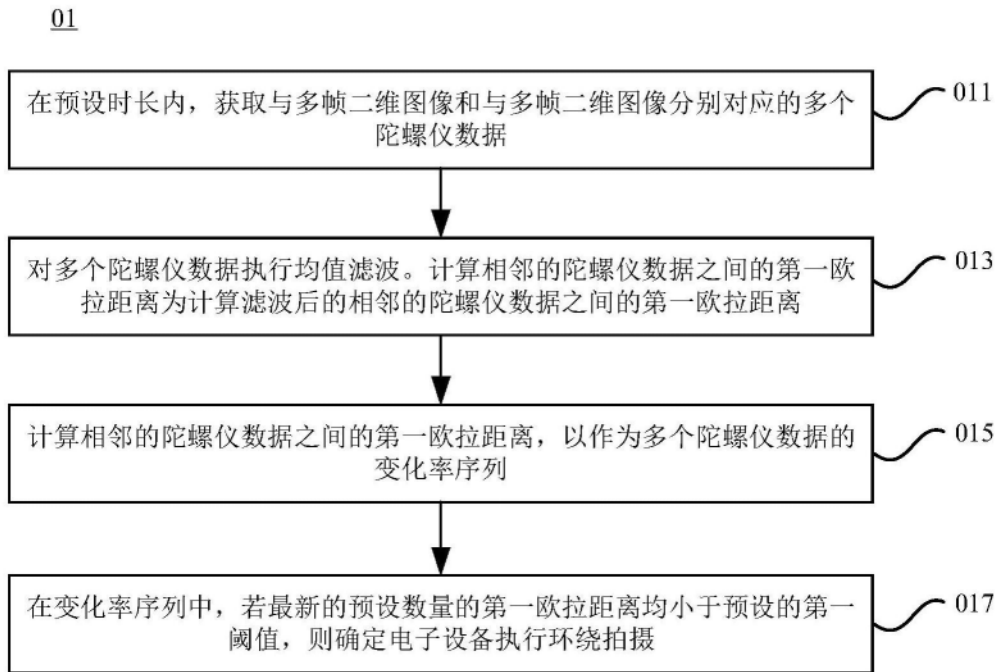 01
在预设时长内，获取与多帧二维图像和与多帧二维图像分别对应的多个
陀螺仪数据
011
对多个陀螺仪数据执行均值滤波。计算相邻的陀螺仪数据之间的第一欧
拉距离为计算滤波后的相邻的陀螺仪数据之间的第一欧拉距离
013
计算相邻的陀螺仪数据之间的第一欧拉距离，以作为多个陀螺仪数据的
变化率序列
015
在变化率序列中，若最新的预设数量的第一欧拉距离均小于预设的第一
阈值，则确定电子设备执行环绕拍摄
017